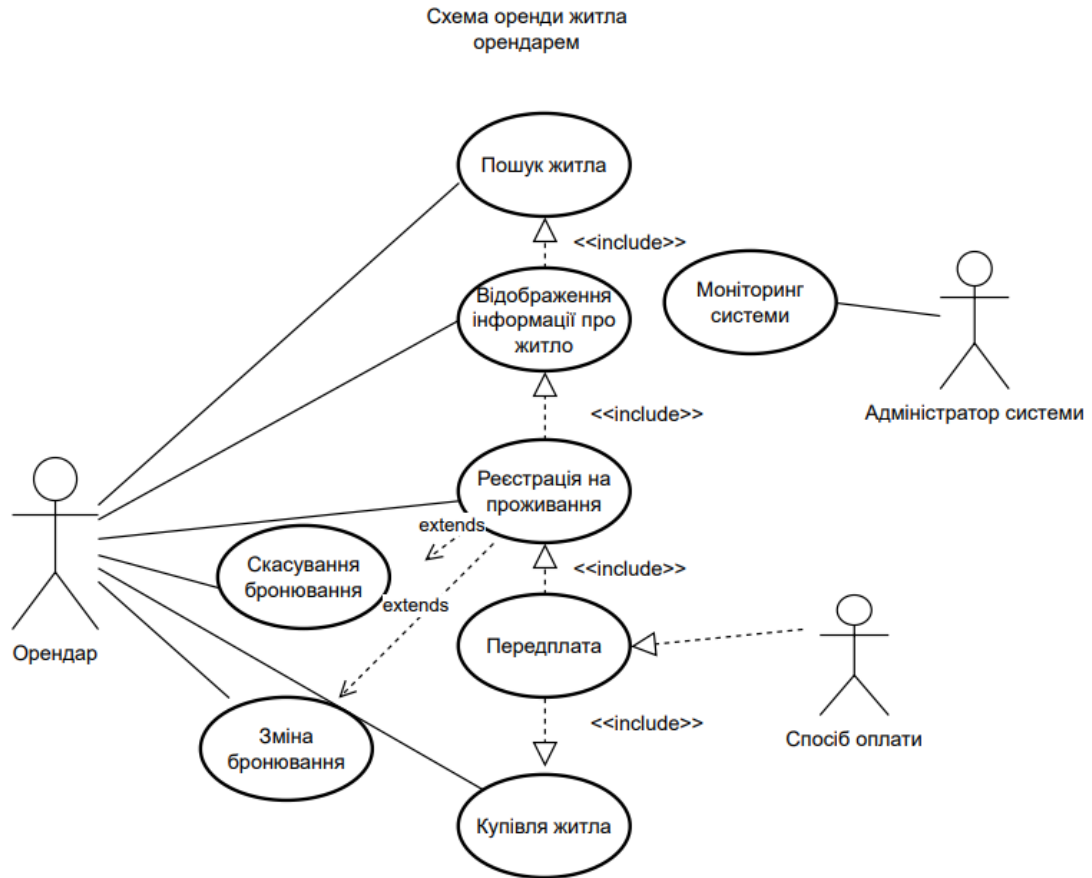 Схема оренди житла
орендарем
Пошук житла
<<include>>
Відображення
інформації про
житло
Моніторинг
системи
Адміністратор системи
<<include>>
Реєстрація на
проживання
extends
Скасування
бронювання
<<include>>
extends
Орендар
Передплата
Зміна
бронювання
<<include>>
Спосіб оплати
Купівля житла